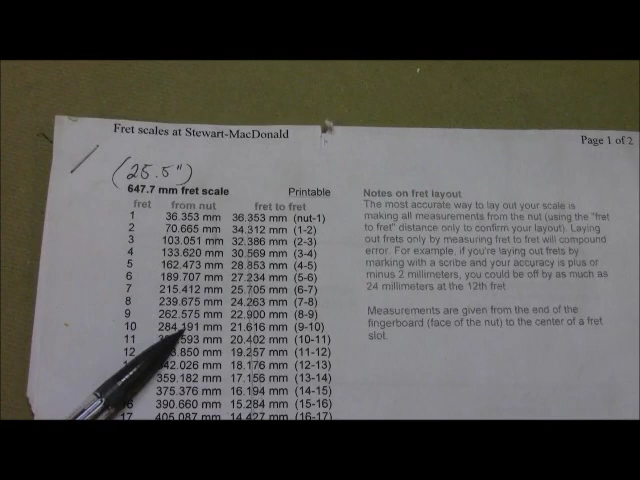 Fret scales at Stewart-MacDonald
Page 1 of 2
(25.5")
647.7 mm fret scale Printable
fret from nut fret to fret
1 36.353 mm 36.353 mm (nut-1)
2 70.665 mm 34.312 mm (1-2)
3 103.051 mm 32.386 mm (2-3)
4 133.620 mm 30.569 mm (3-4)
5 162.473 mm 28.853 mm (4-5)
6 189.707 mm 27.234 mm (5-6)
7 215.412 mm 25.705 mm (6-7)
8 239.675 mm 24.263 mm (7-8)
9 262.575 mm 22.900 mm (8-9)
10 284.191 mm 21.616 mm (9-10)
11 mm 20.402 mm (10-11)
12 mm 19.257 mm (11-12)
mm 18.176 mm (12-13)
359.182 mm 17.156 mm (13-14)
375.376 mm 16.194 mm (14-15)
390.660 mm 15.284 mm (15-16)
17 405.087 mm 14.427 mm (16-17)
Notes on fret layout
The most accurate way to lay out your scale is
making all measurements from the nut (using the "fret
to fret" distance only to confirm your layout). Laying
out frets only by measuring fret to fret will compound
error. For example, if you're laying out frets by
marking with a scribe and your accuracy is plus or
minus 2 millimeters, you could be off by as much as
24 millimeters at the 12th fret.
Measurements are given from the end of the
fingerboard (face of the nut) to the center of a fret
slot.